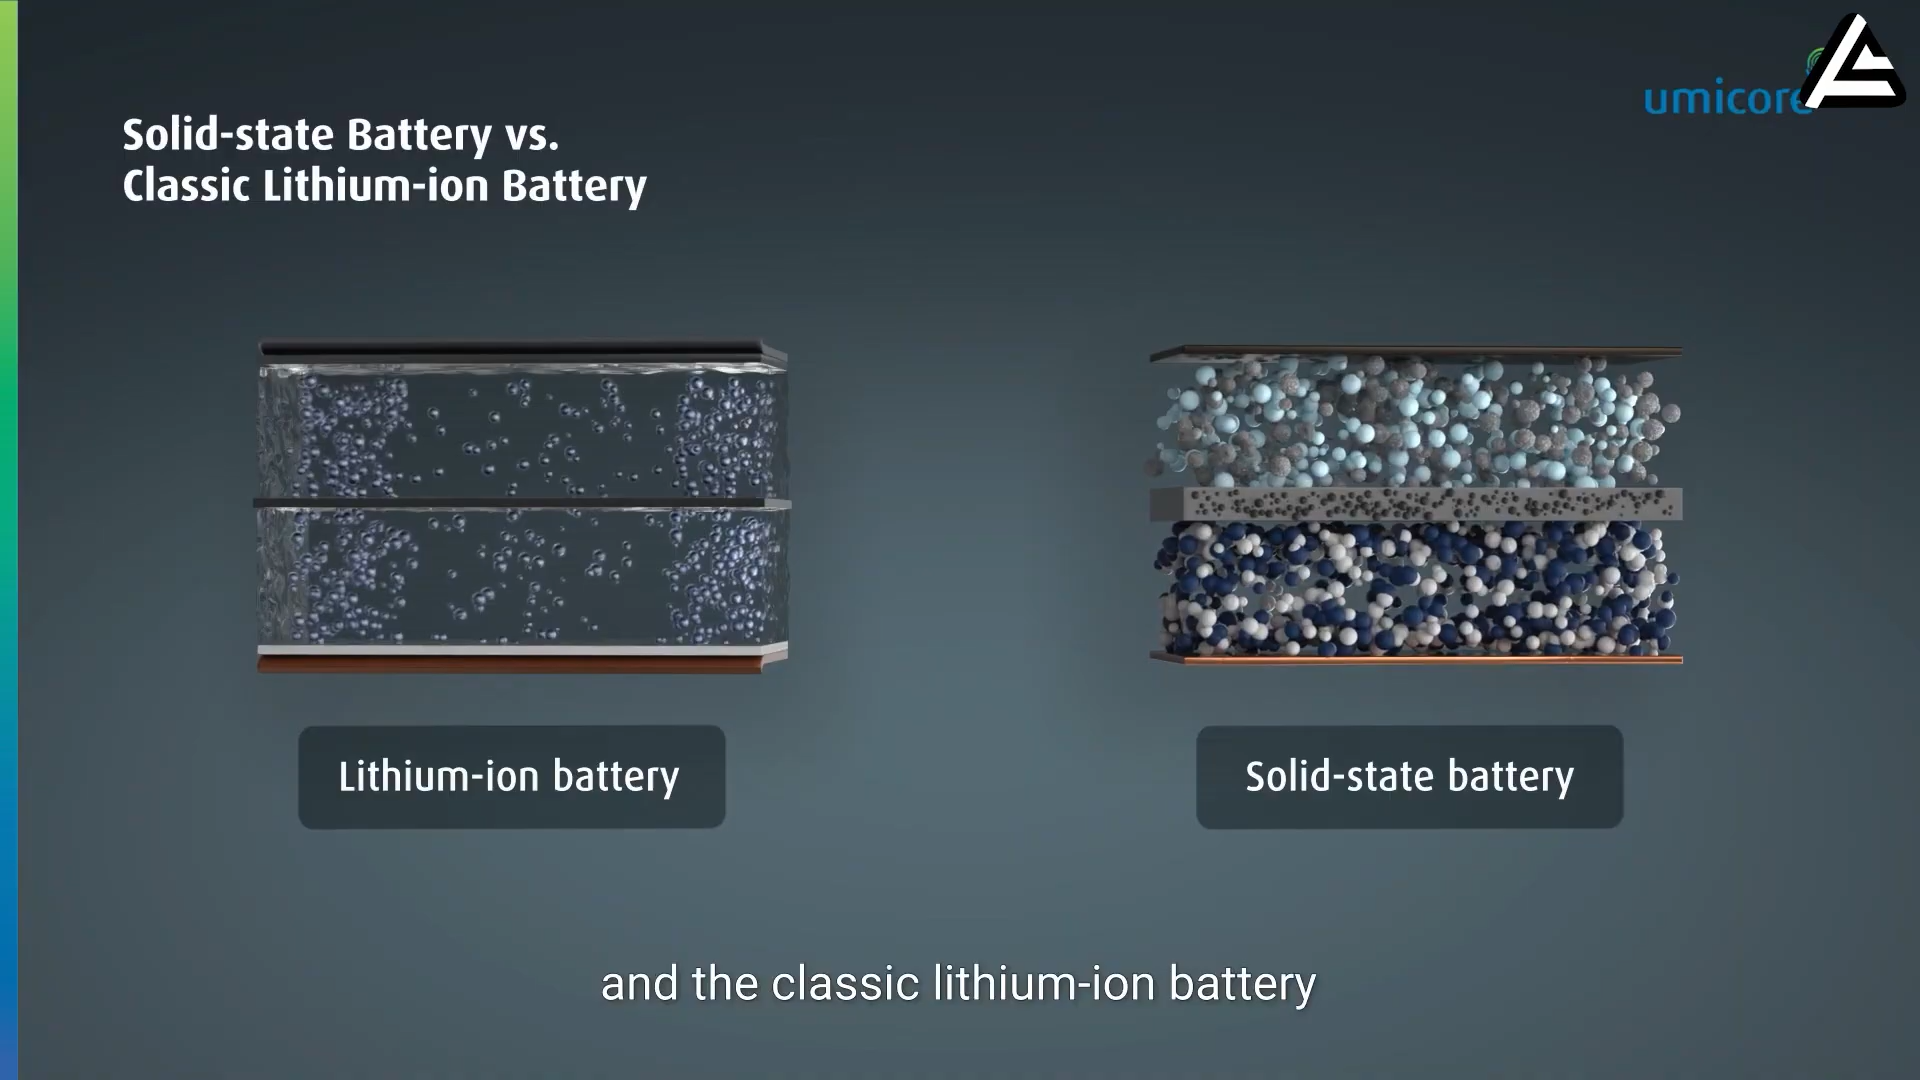 Solid-state Battery vs.
Classic Lithium-ion Battery
umicore
Lithium-ion battery
Solid-state battery
and the classic lithium-ion battery